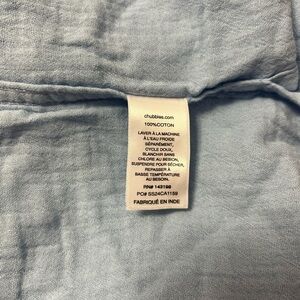 chubbies.com
100%COTON
LAVER À LA MACHINE
À L'EAU FROIDE
SÉPARÉMENT,
CYCLE DOUX,
BLANCHIR SANS
CHLORE AU BESOIN,
SUSPENDRE POUR SÉCHER,
REPASSER À
BASSE TEMPÉRATURE
AU BESOIN.
RN# 143198
PO# SS24CA1159
FABRIQUÉ EN INDE